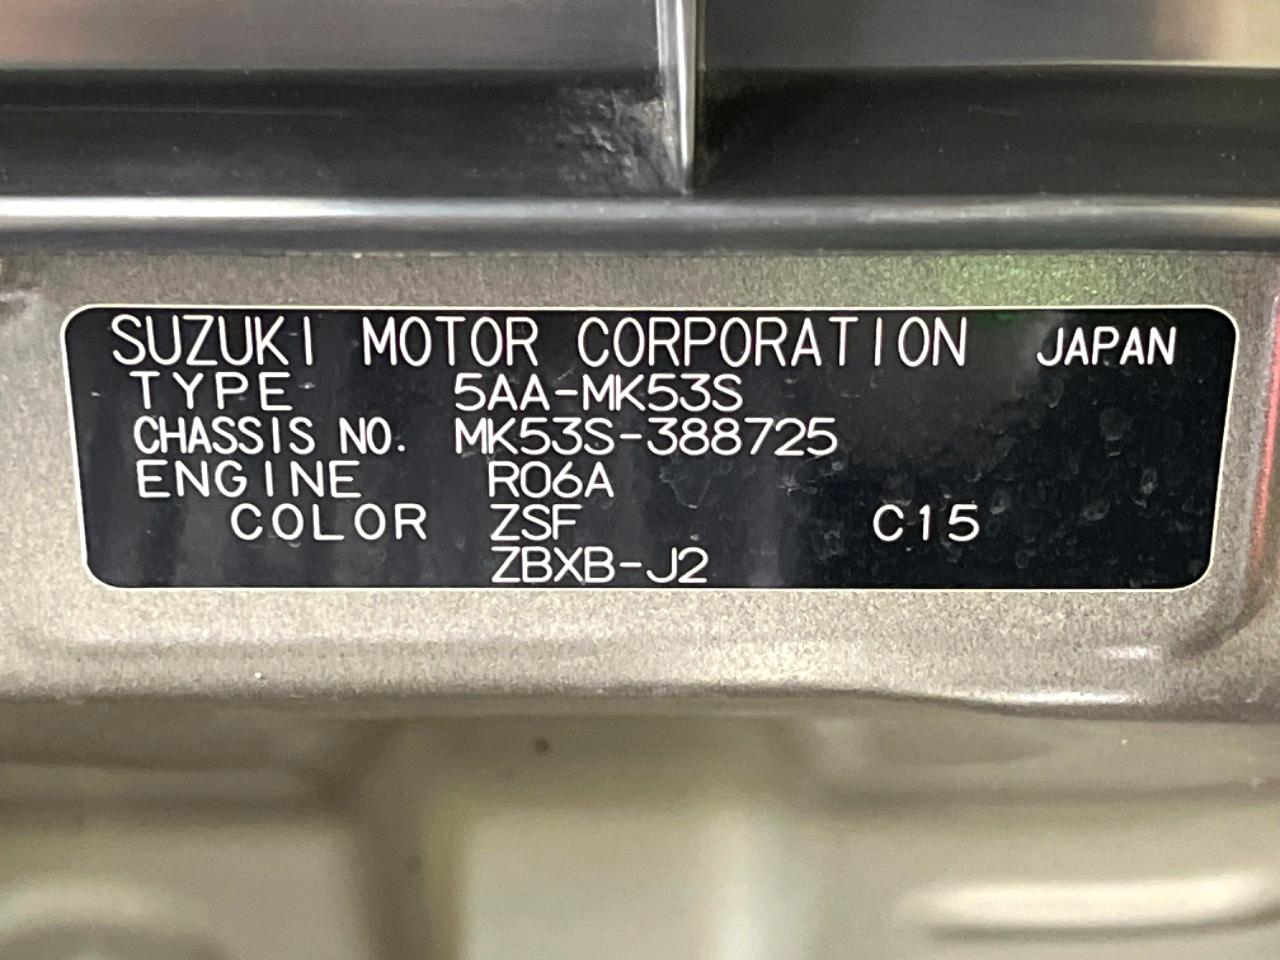 SUZUKI MOTOR CORPORATION JAPAN
TYPE 5AA-MK53S
CHASSIS NO. MK53S-388725
ENGINE R06A
COLOR ZSF C15
ZBXB-J2